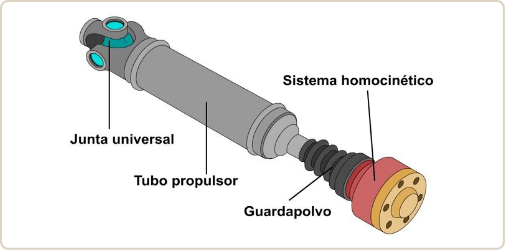 Sistema homocinético
Junta universal
Tubo propulsor
Guardapolvo